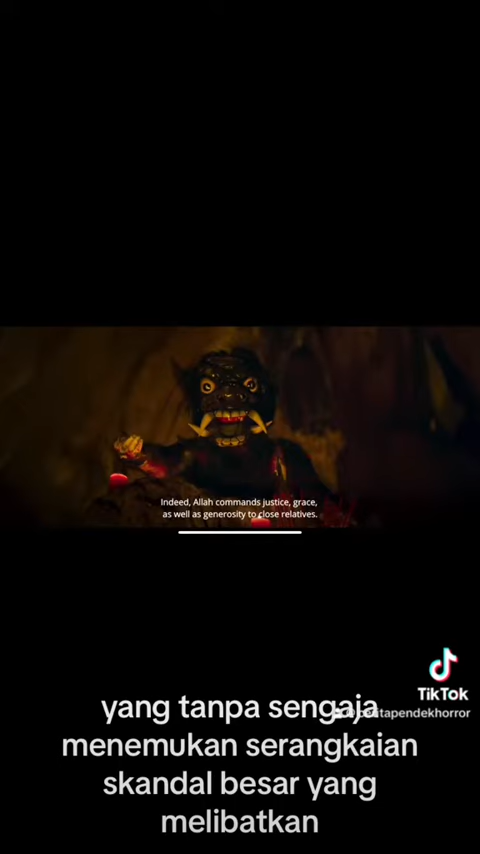 Indeed, Allah commands justice, grace,
as well as generosity to close relatives.
TikTok
yang tanpa sengaja
menemukan serangkaian
skandal besar yang
melibatkan